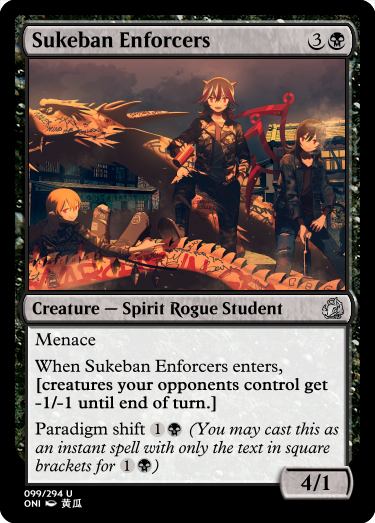 Sukeban Enforcers 3
Creature — Spirit Rogue Student
Menace
When Sukeban Enforcers enters,
[creatures your opponents control get
-1/-1 until end of turn.]
Paradigm shift 1 (You may cast this as
an instant spell with only the text in square
brackets for 1 )
4/1
099/294 U
ONI 黄瓜